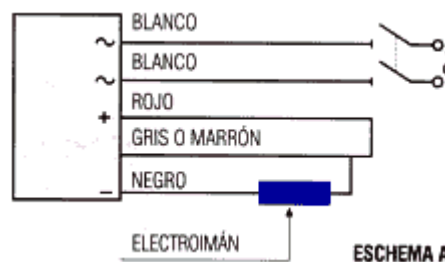 BLANCO
~
BLANCO
~
ROJO
+
GRIS O MARRÓN
NEGRO
–
ELECTROIMÁN
ESCHEMA A